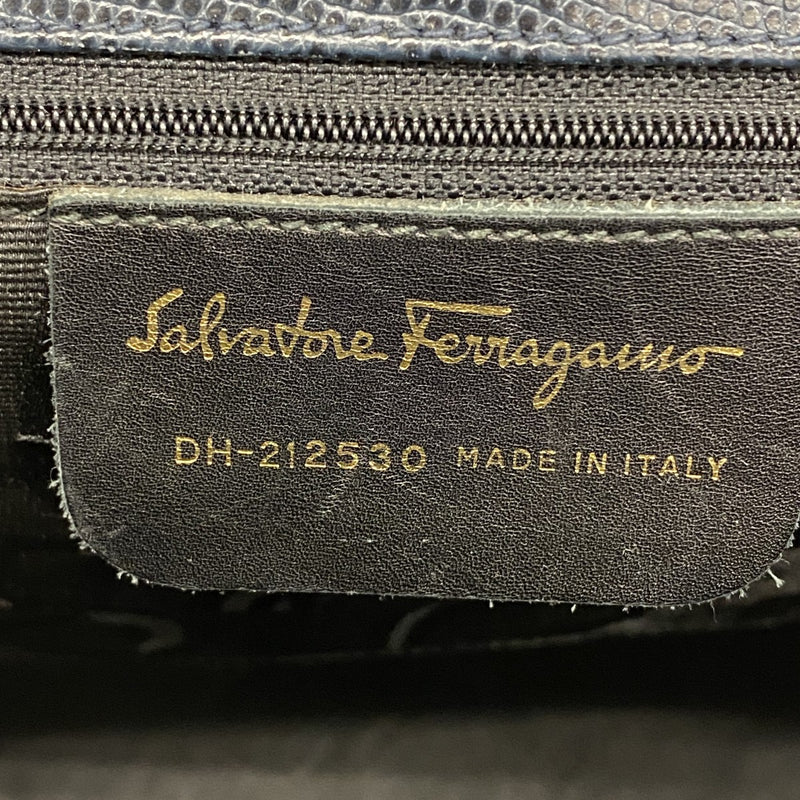 Salvatore Ferragamo
DH-212530 MADE IN ITALY